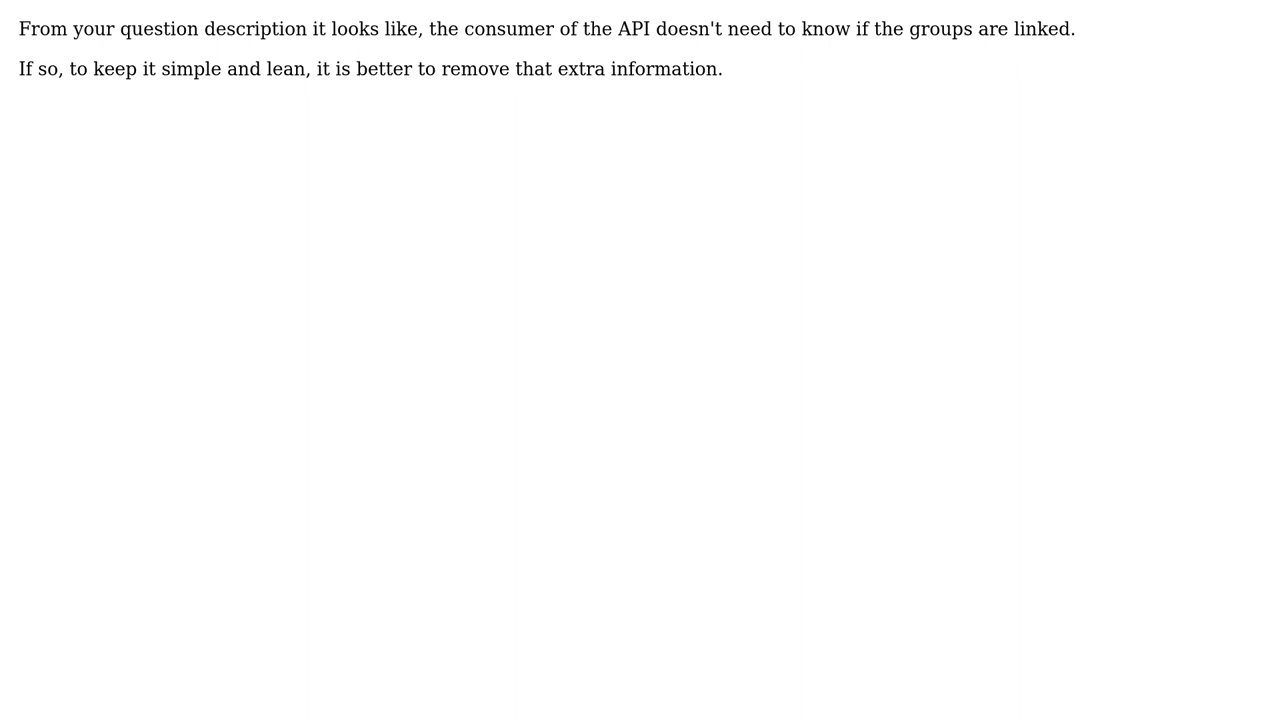 From your question description it looks like, the consumer of the API doesn't need to know if the groups are linked.
If so, to keep it simple and lean, it is better to remove that extra information.